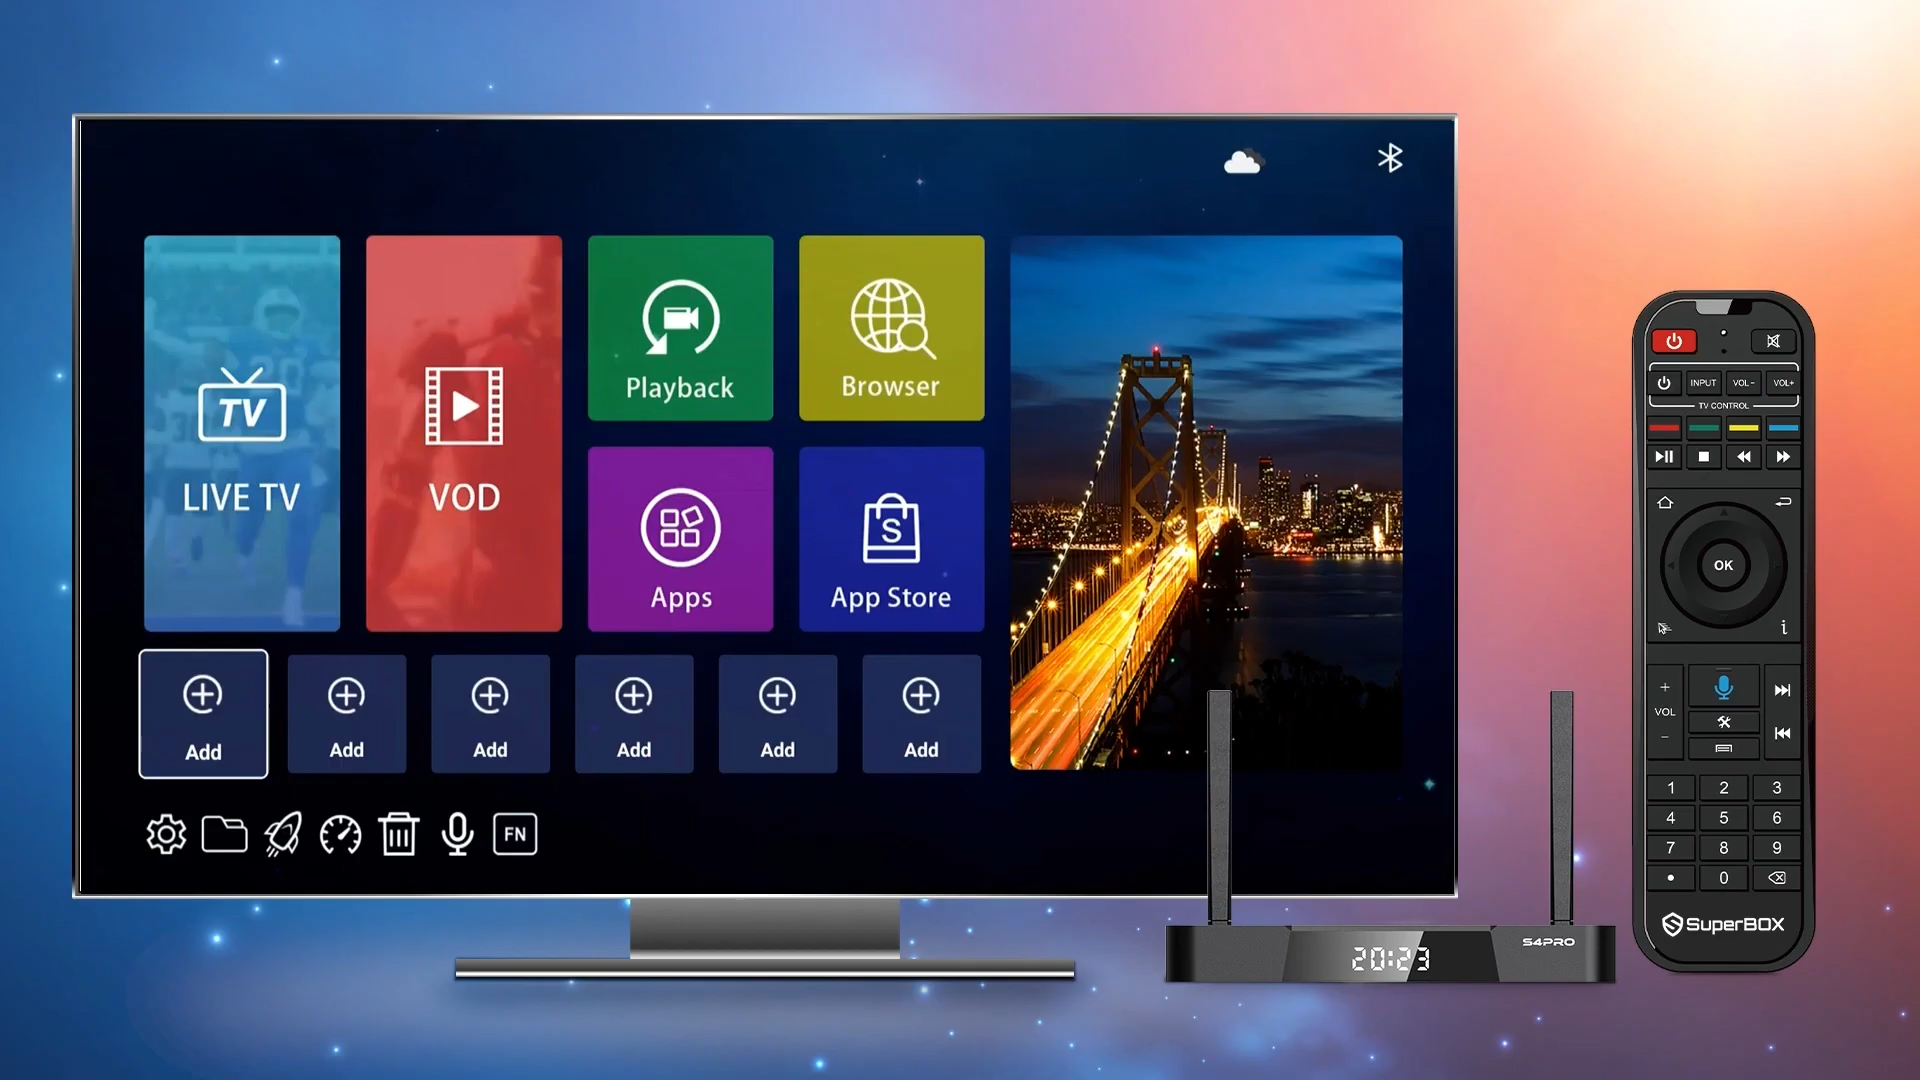 TV
LIVE TV
VOD
Playback
Browser
Apps
S
App Store
Add
Add
Add
Add
Add
Add
FN
20:23
S4PRO
INPUT
VOL-
VOL+
TV CONTROL
OK
i
+
VOL
-
1 2 3
4 5 6
7 8 9
. 0
SuperBOX